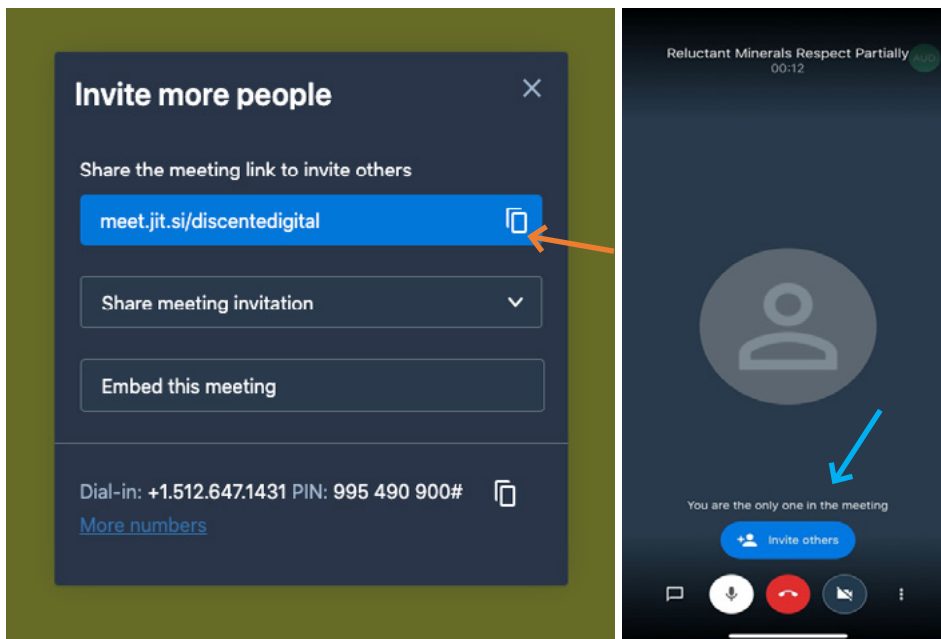 Invite more people
Share the meeting link to invite others
meet.jit.si/discentedigital
Share meeting invitation
Embed this meeting
Dial-in: +1.512.647.1431 PIN: 995 490 900#
More numbers
Reluctant Minerals Respect Partially
AUD
00:12
You are the only one in the meeting
Invite others